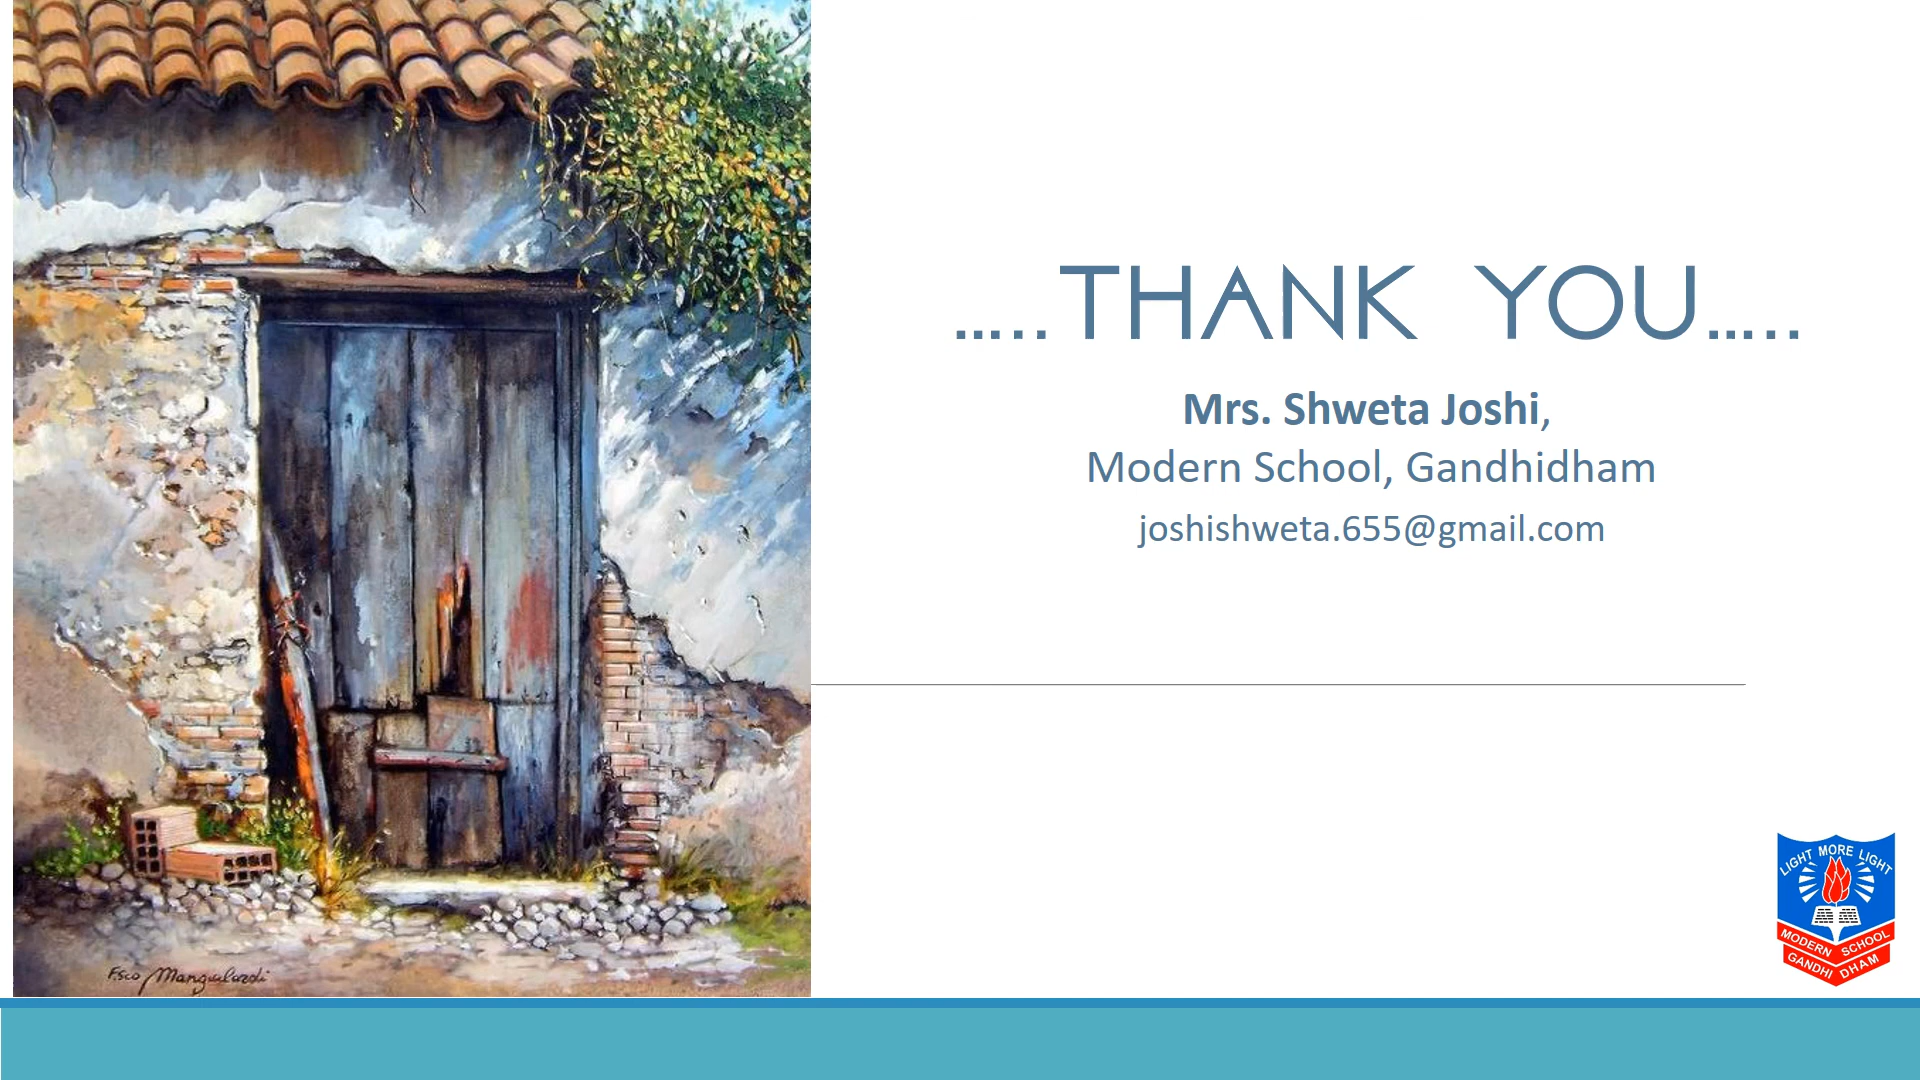 .....THANK YOU.....
Mrs. Shweta Joshi,
Modern School, Gandhidham
joshishweta.655@gmail.com
LIGHT MORE LIGHT
MODERN SCHOOL
GANDHI DHAM
F.sco Mangialardi